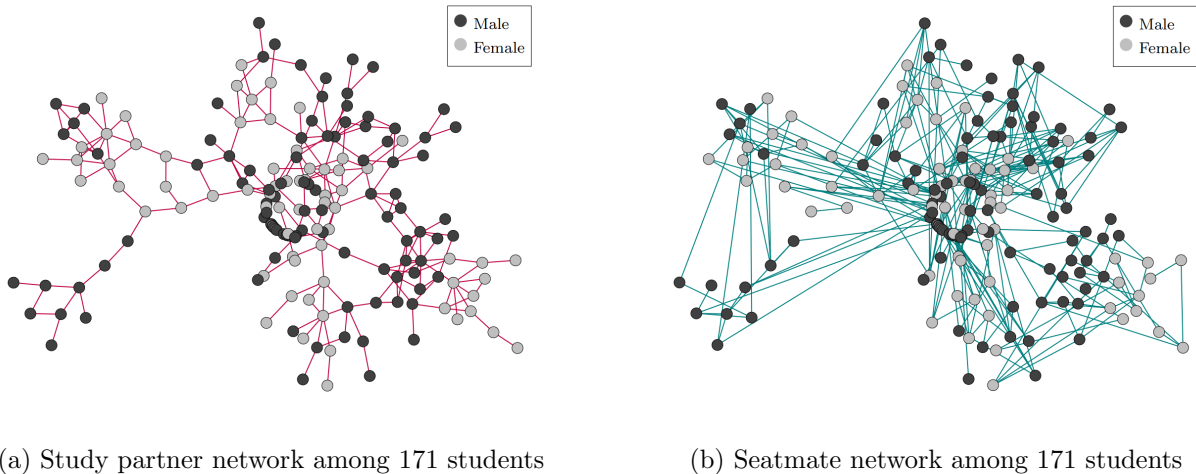 Male
Female
Male
Female
(a) Study partner network among 171 students
(b) Seatmate network among 171 students